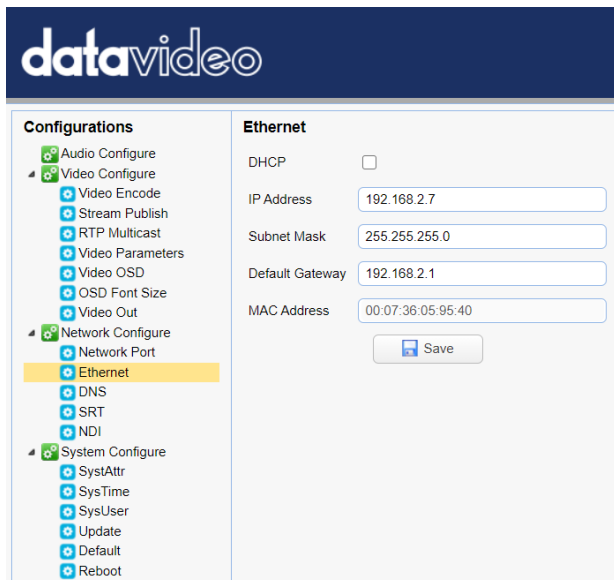 datavideo
Configurations
Audio Configure
Video Configure
Video Encode
Stream Publish
RTP Multicast
Video Parameters
Video OSD
OSD Font Size
Video Out
Network Configure
Network Port
Ethernet
DNS
SRT
NDI
System Configure
SystAttr
SysTime
SysUser
Update
Default
Reboot
Ethernet
DHCP
IP Address 192.168.2.7
Subnet Mask 255.255.255.0
Default Gateway 192.168.2.1
MAC Address 00:07:36:05:95:40
Save